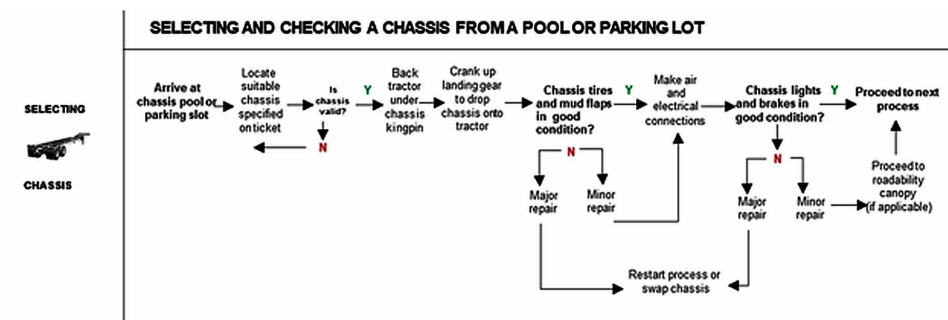 SELECTING AND CHECKING A CHASSIS FROM A POOL OR PARKING LOT
SELECTING
CHASSIS
Arrive at
chassis pool or
parking slot
Locate
suitable
chassis
specified
on ticket
Is
chassis
valid?
Y
N
Back
tractor
under
chassis
kingpin
Crank up
landing gear
to drop
chassis onto
tractor
Chassis tires
and mud flaps
in good
condition?
Y
N
Major
repair
Minor
repair
Make air
and
electrical
connections
Chassis lights
and brakes in
good condition?
Y
N
Major
repair
Minor
repair
Proceed to next
process
Proceed to
roadability
canopy
(if applicable)
Restart process or
swap chassis